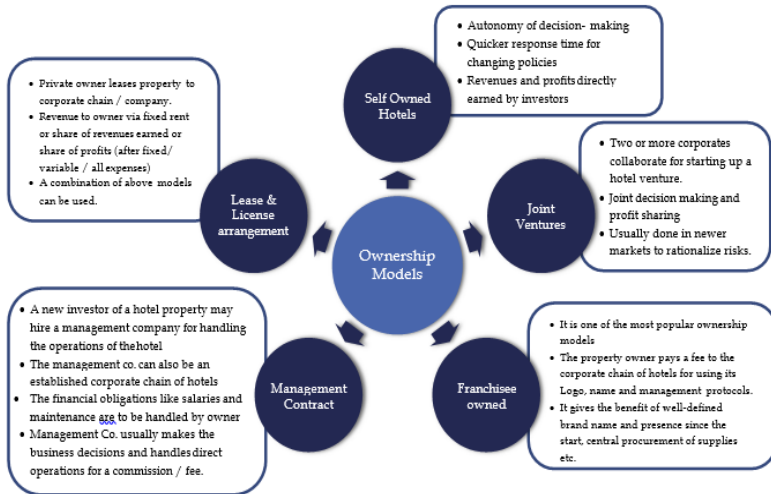 • Autonomy of decision- making
• Quicker response time for
changing policies
• Revenues and profits directly
earned by investors
Self Owned
Hotels
• Private owner leases property to
corporate chain / company.
• Revenue to owner via fixed rent
or share of revenues earned or
share of profits (after fixed/
variable / all expenses)
• A combination of above models
can be used.
Lease &
License
arrangement
• Two or more corporates
collaborate for starting up a
hotel venture.
• Joint decision making and
profit sharing
• Usually done in newer
markets to rationalize risks.
Joint
Ventures
Ownership
Models
• A new investor of a hotel property may
hire a management company for handling
the operations of thehotel
• The management co. can also be an
established corporate chain of hotels
• The financial obligations like salaries and
maintenance are to be handled by owner
• Management Co. usually makes the
business decisions and handles direct
operations for a commission / fee.
Management
Contract
• It is one of the most popular ownership
models
• The property owner pays a fee to the
corporate chain of hotels for using its
Logo, name and management protocols.
• It gives the benefit of well-defined
brand name and presence since the
start, central procurement of supplies
etc.
Franchisee
owned